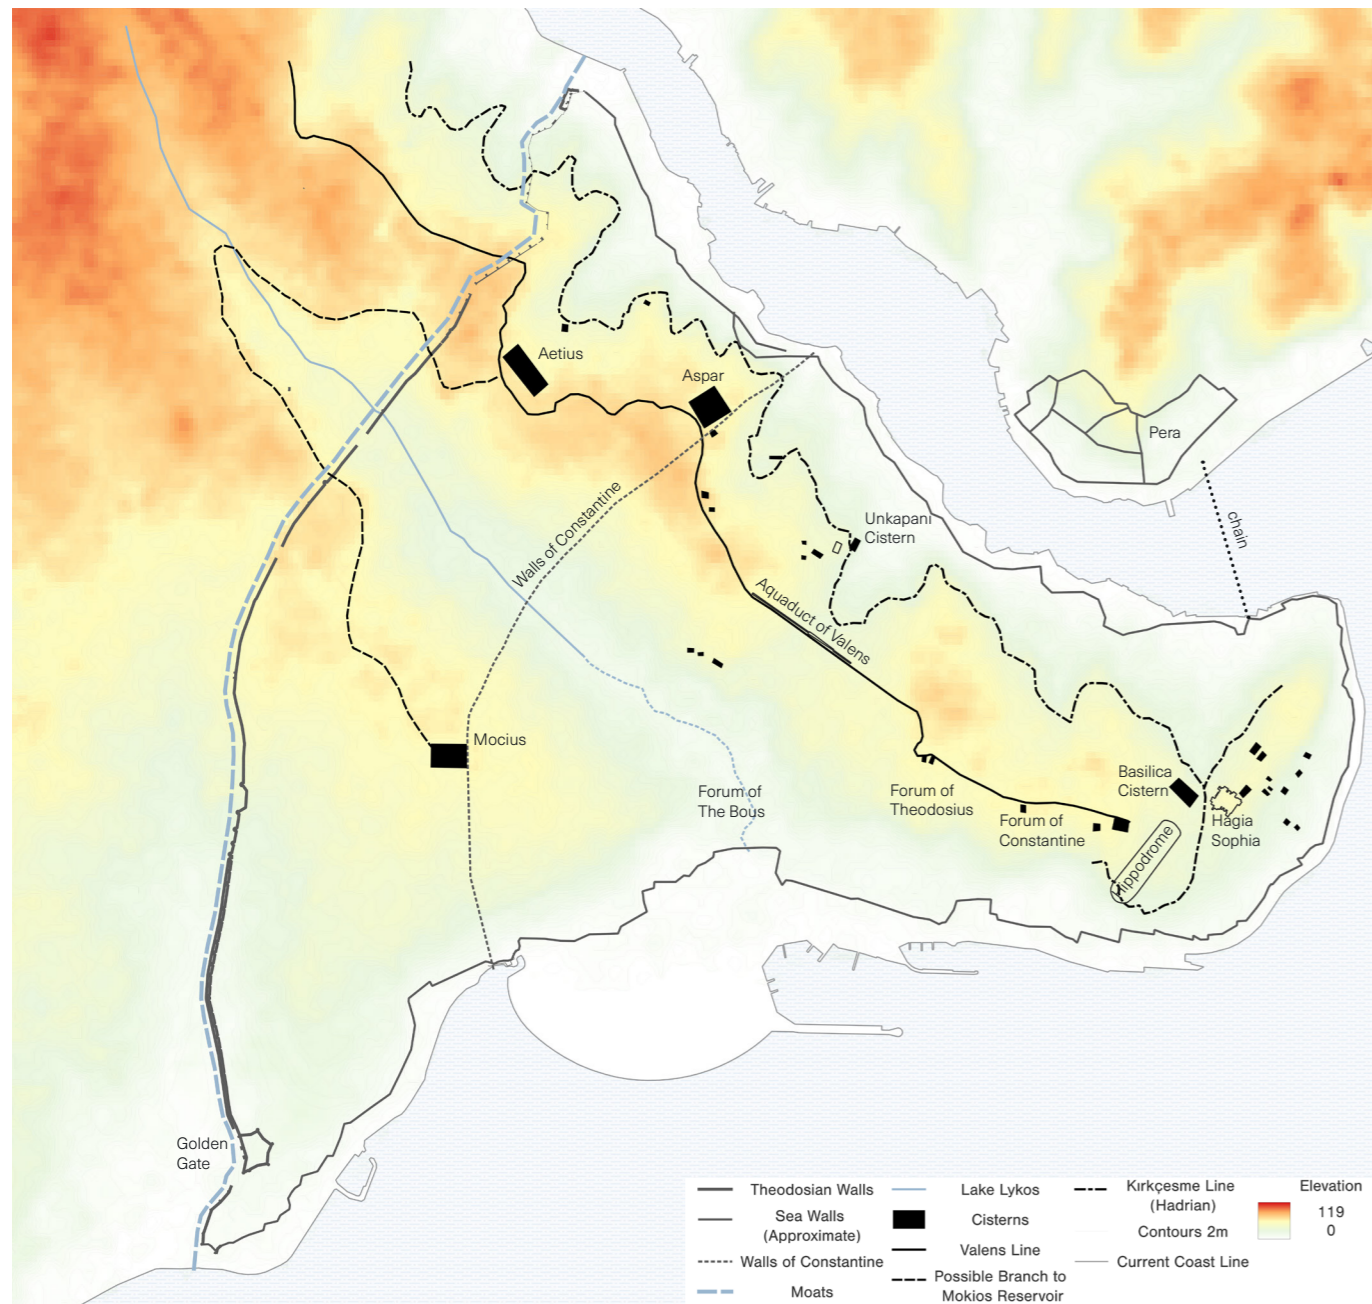 Aetius
Aspar
Pera
chain
Walls of Constantine
Unkapani
Cistern
Aquaduct of Valens
Mocius
Forum of
The Bous
Forum of
Theodosius
Forum of
Constantine
Basilica
Cistern
Hagia
Sophia
Hippodrome
Golden
Gate
Theodosian Walls
Sea Walls
(Approximate)
Walls of Constantine
Moats
Lake Lykos
Cisterns
Valens Line
Possible Branch to
Mokios Reservoir
Kırkçesme Line
(Hadrian)
Contours 2m
Current Coast Line
Elevation
119
0